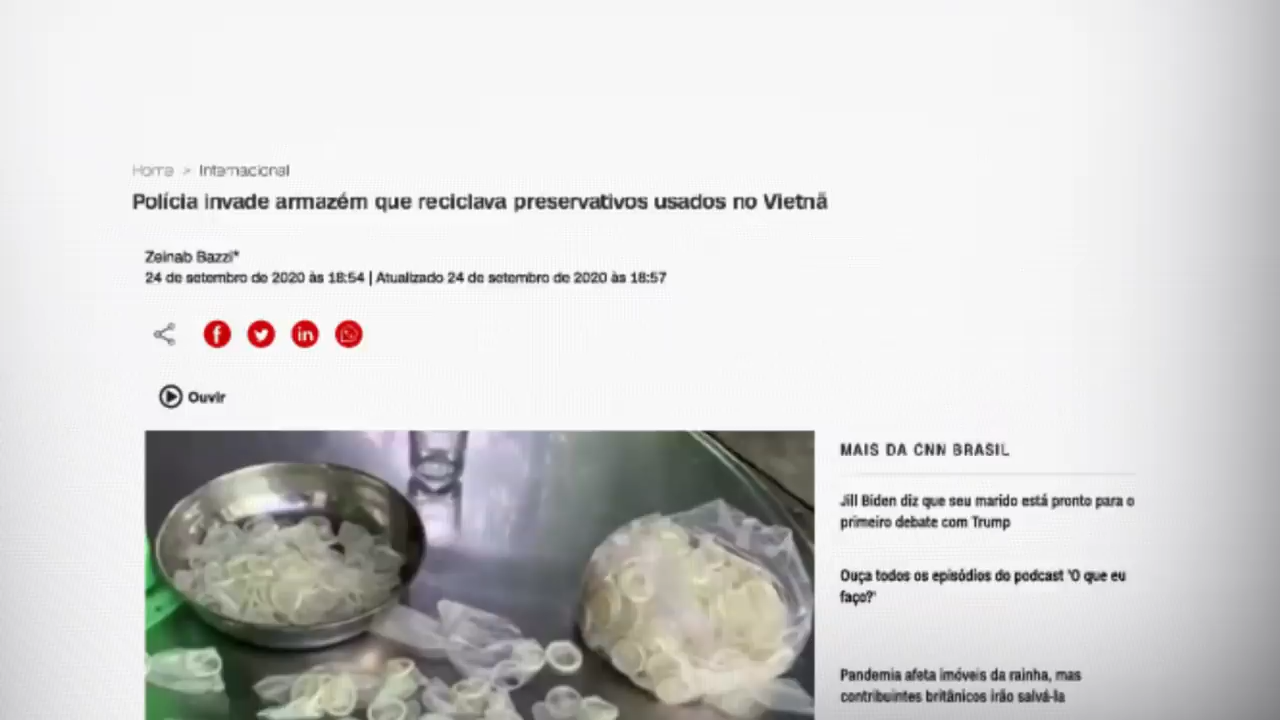 Home > Internacional
Polícia invade armazém que reciclava preservativos usados no Vietnã
Zeinab Bazzi*
24 de setembro de 2020 às 18:54 | Atualizado 24 de setembro de 2020 às 18:57
Ouvir
MAIS DA CNN BRASIL
Jill Biden diz que seu marido está pronto para o
primeiro debate com Trump
Ouça todos os episódios do podcast 'O que eu
faço?'
Pandemia afeta imóveis da rainha, mas
contribuintes britânicos irão salvá-la